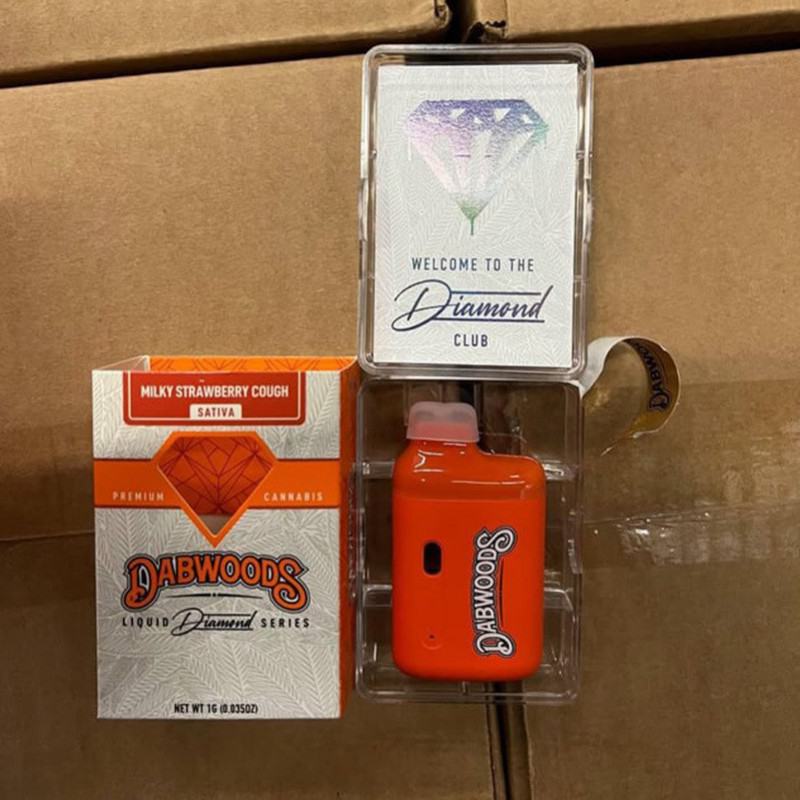 WELCOME TO THE
Diamond
CLUB
DABWOODS
MILKY STRAWBERRY COUGH
SATIVA
PREMIUM CANNABIS
DABWOODS
LIQUID Diamond SERIES
NET WT 1G (0.035OZ)
DABWOODS